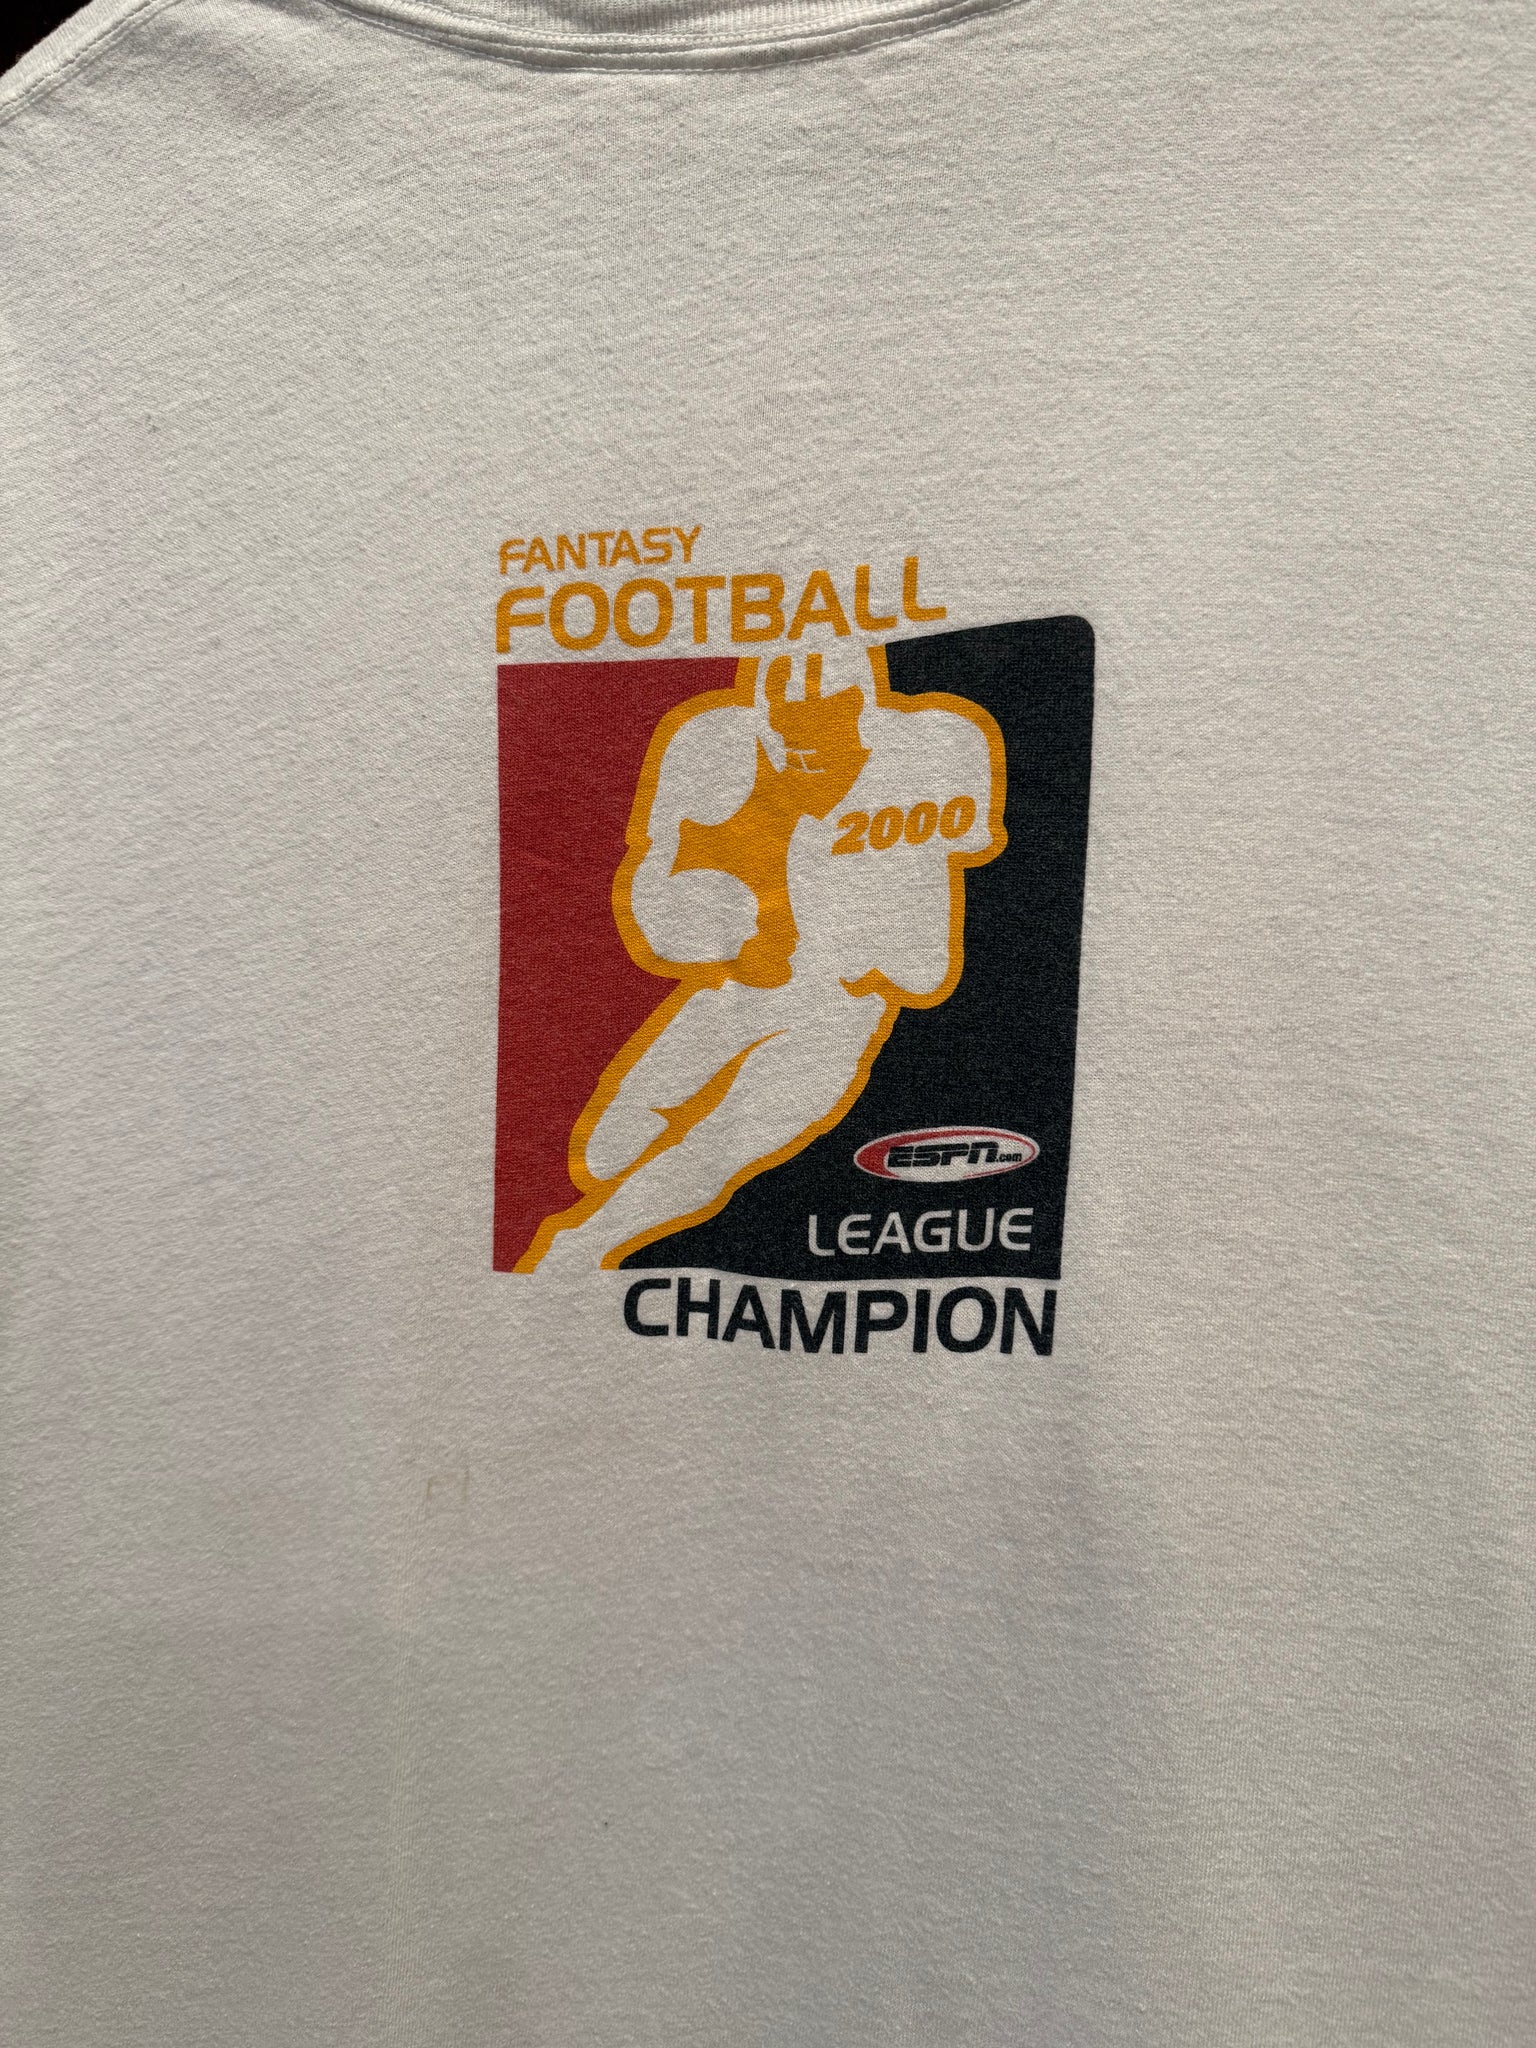 FANTASY
FOOTBALL
2000
ESPN.com
LEAGUE
CHAMPION